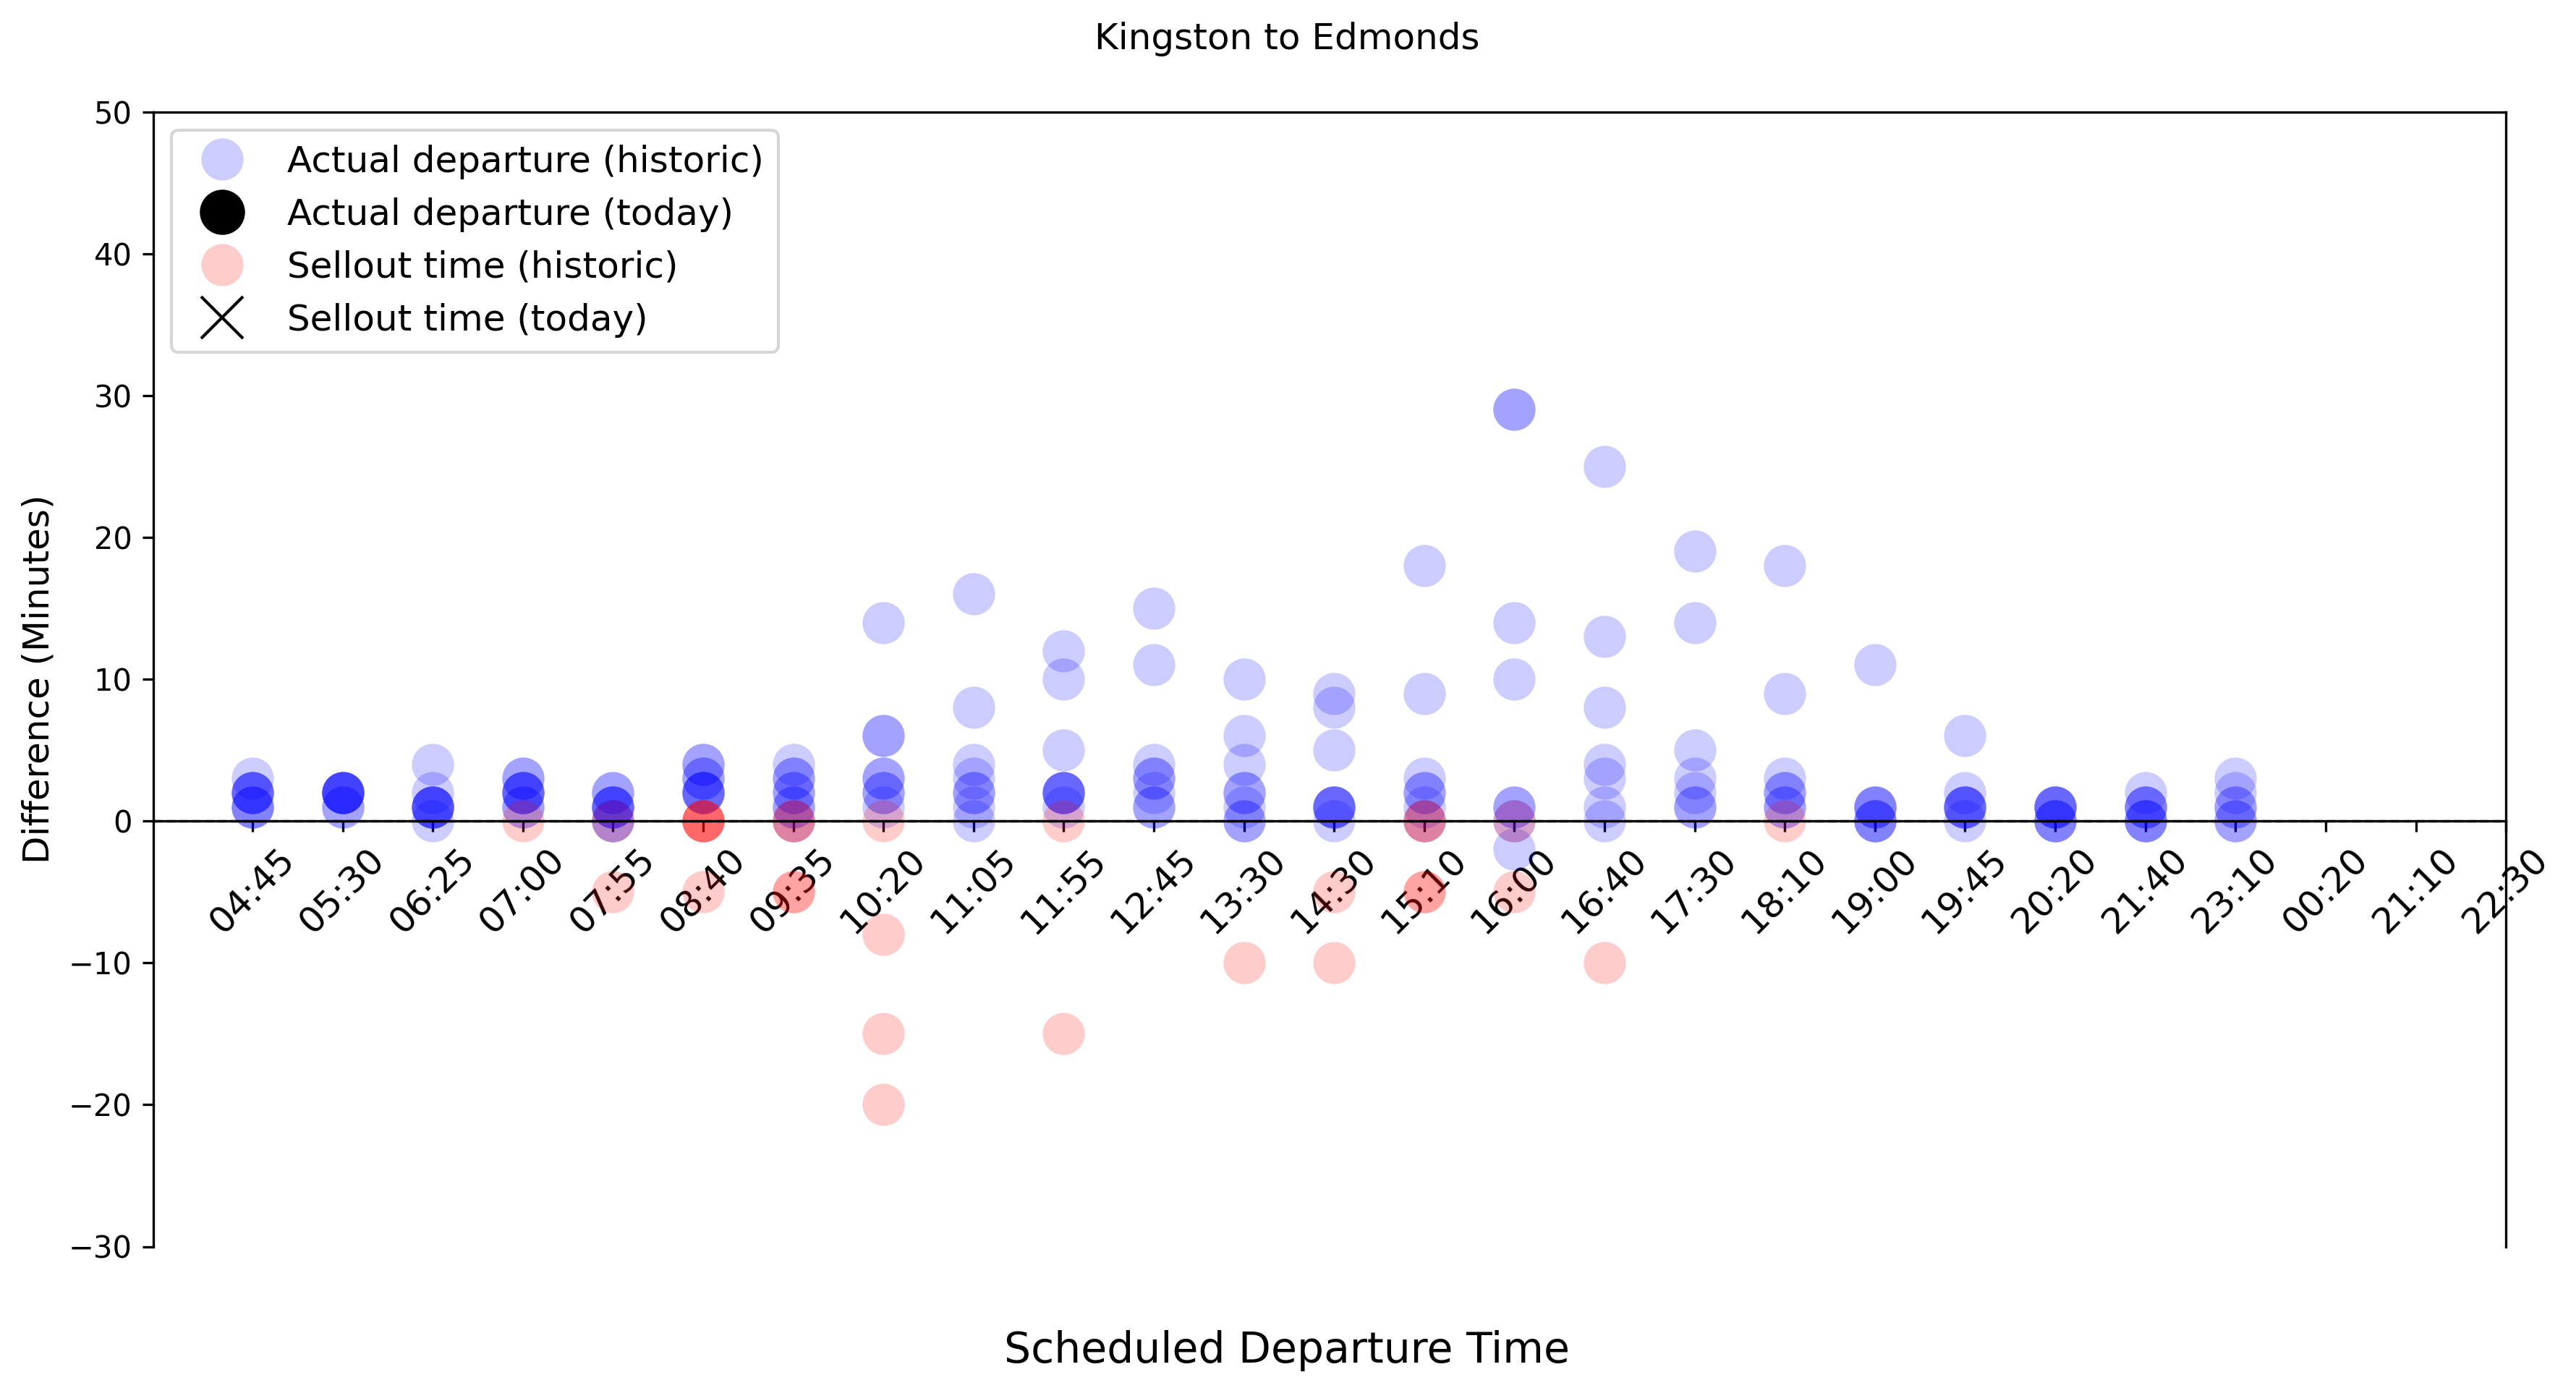 Kingston to Edmonds
Actual departure (historic)
Actual departure (today)
Sellout time (historic)
Sellout time (today)
Difference (Minutes)
50
40
30
20
10
0
−10
−20
−30
04:45 05:30 06:25 07:00 07:55 08:40 09:35 10:20 11:05 11:55 12:45 13:30 14:30 15:10 16:00 16:40 17:30 18:10 19:00 19:45 20:20 21:40 23:10 00:20 21:10 22:30
Scheduled Departure Time